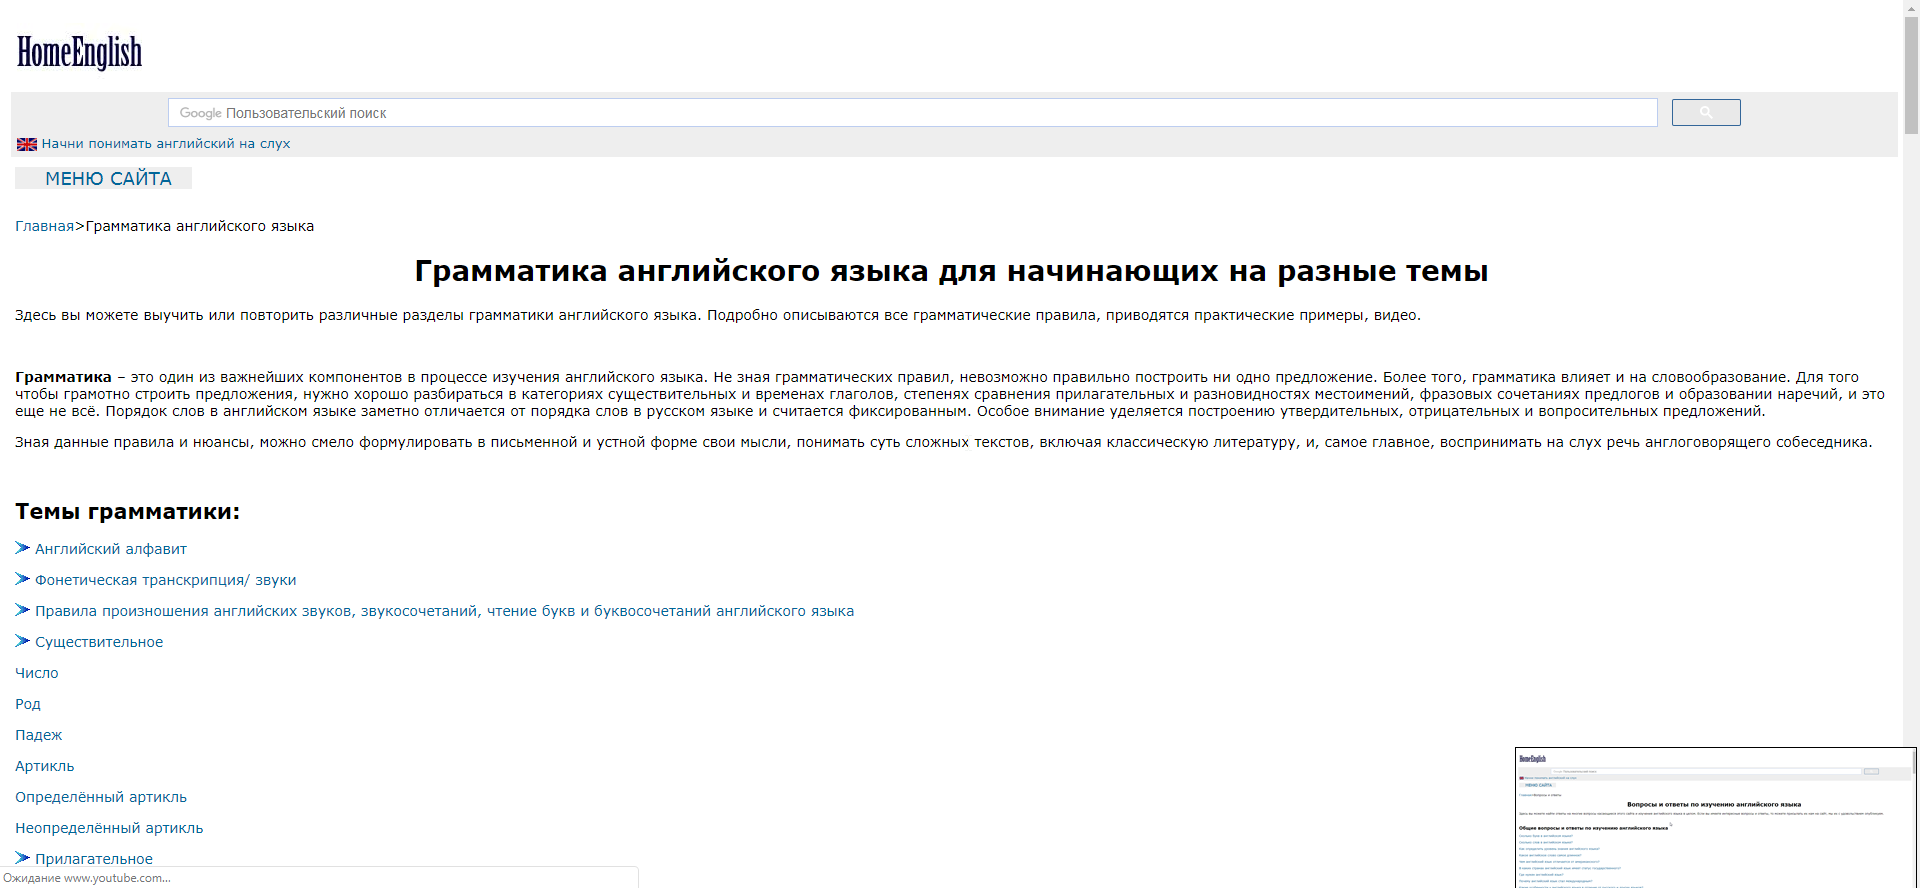 HomeEnglish
Google Пользовательский поиск
Начни понимать английский на слух
МЕНЮ САЙТА
Главная>Грамматика английского языка
Грамматика английского языка для начинающих на разные темы
Здесь вы можете выучить или повторить различные разделы грамматики английского языка. Подробно описываются все грамматические правила, приводятся практические примеры, видео.
Грамматика – это один из важнейших компонентов в процессе изучения английского языка. Не зная грамматических правил, невозможно правильно построить ни одно предложение. Более того, грамматика влияет и на словообразование. Для того
чтобы грамотно строить предложения, нужно хорошо разбираться в категориях существительных и временах глаголов, степенях сравнения прилагательных и разновидностях местоимений, фразовых сочетаниях предлогов и образовании наречий, и это
еще не всё. Порядок слов в английском языке заметно отличается от порядка слов в русском языке и считается фиксированным. Особое внимание уделяется построению утвердительных, отрицательных и вопросительных предложений.
Зная данные правила и нюансы, можно смело формулировать в письменной и устной форме свои мысли, понимать суть сложных текстов, включая классическую литературу, и, самое главное, воспринимать на слух речь англоговорящего собеседника.
Темы грамматики:
Английский алфавит
Фонетическая транскрипция/ звуки
Правила произношения английских звуков, звукосочетаний, чтение букв и буквосочетаний английского языка
Существительное
Число
Род
Падеж
Артикль
Определённый артикль
Неопределённый артикль
Прилагательное
Ожидание www.youtube.com...
HomeEnglish
МЕНЮ САЙТА
Вопросы и ответы по изучению английского языка
Общие вопросы и ответы по изучению английского языка